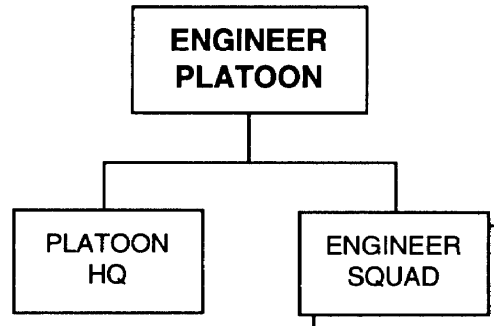 ENGINEER
PLATOON
PLATOON
HQ
ENGINEER
SQUAD